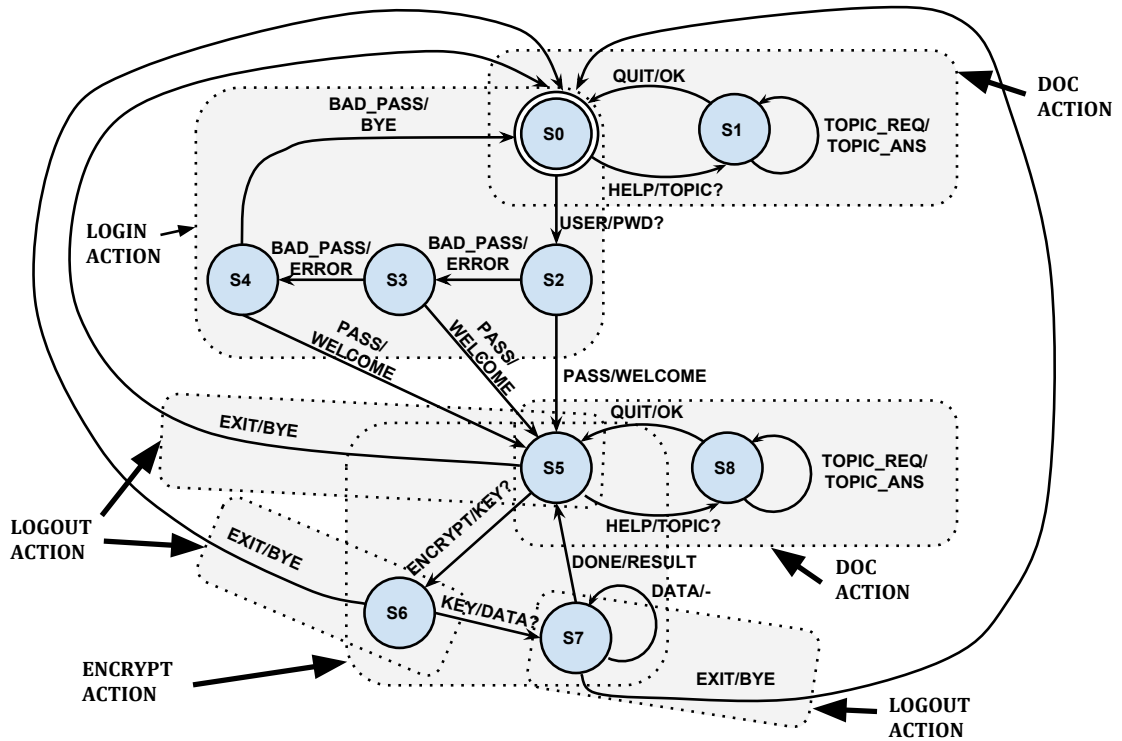 QUIT/OK
DOC
ACTION
BAD_PASS/
BYE
S0
S1
TOPIC_REQ/
TOPIC_ANS
HELP/TOPIC?
USER/PWD?
LOGIN
ACTION
BAD_PASS/
ERROR
BAD_PASS/
ERROR
S4
S3
S2
PASS/
WELCOME
PASS/
WELCOME
PASS/WELCOME
QUIT/OK
EXIT/BYE
S5
S8
TOPIC_REQ/
TOPIC_ANS
HELP/TOPIC?
LOGOUT
ACTION
ENCRYPT/KEY?
EXIT/BYE
DONE/RESULT
DOC
ACTION
DATA/-
S6
KEY/DATA?
S7
ENCRYPT
ACTION
EXIT/BYE
LOGOUT
ACTION